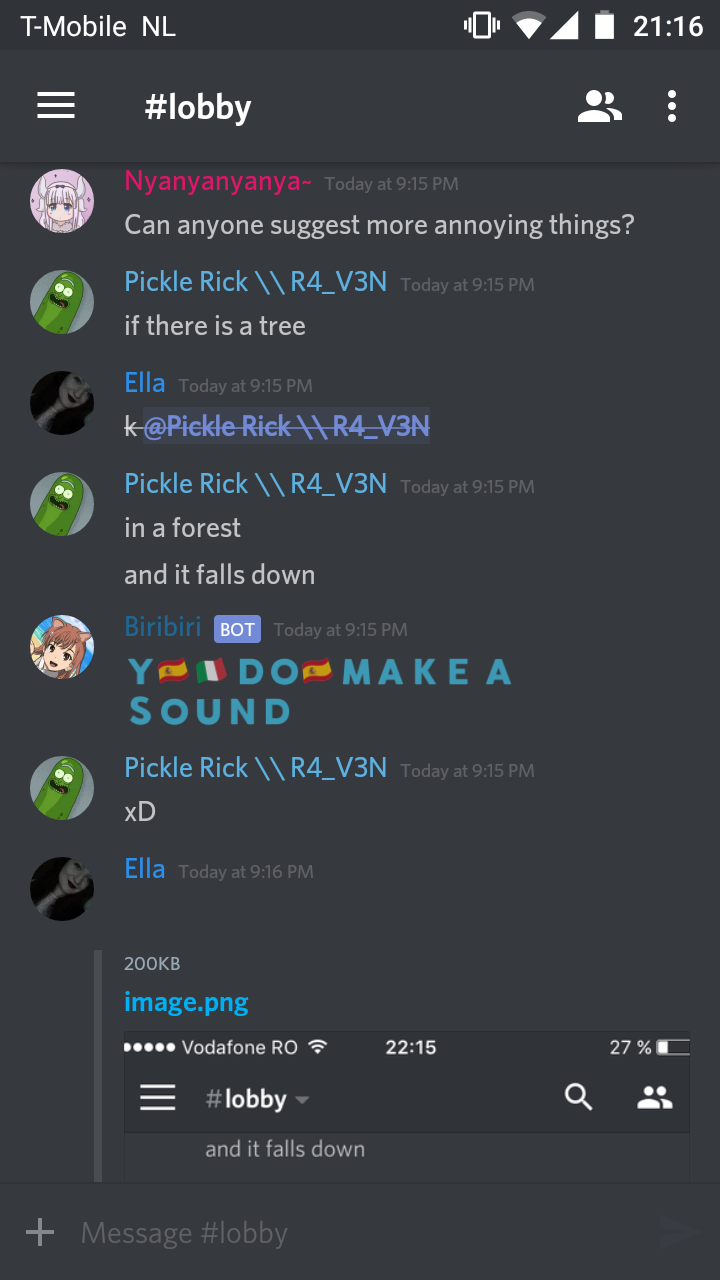 T-Mobile NL 21:16
#lobby
Nyanyanyanya~ Today at 9:15 PM
Can anyone suggest more annoying things?
Pickle Rick \\ R4_V3N Today at 9:15 PM
if there is a tree
Ella Today at 9:15 PM
k @Pickle Rick \\ R4_V3N
Pickle Rick \\ R4_V3N Today at 9:15 PM
in a forest
and it falls down
Biribiri BOT Today at 9:15 PM
Y🇪🇸🇮🇹 DO🇪🇸 MAKE A
SOUND
Pickle Rick \\ R4_V3N Today at 9:15 PM
xD
Ella Today at 9:16 PM
200KB
image.png
Vodafone RO 22:15 27 %
#lobby
and it falls down
Message #lobby